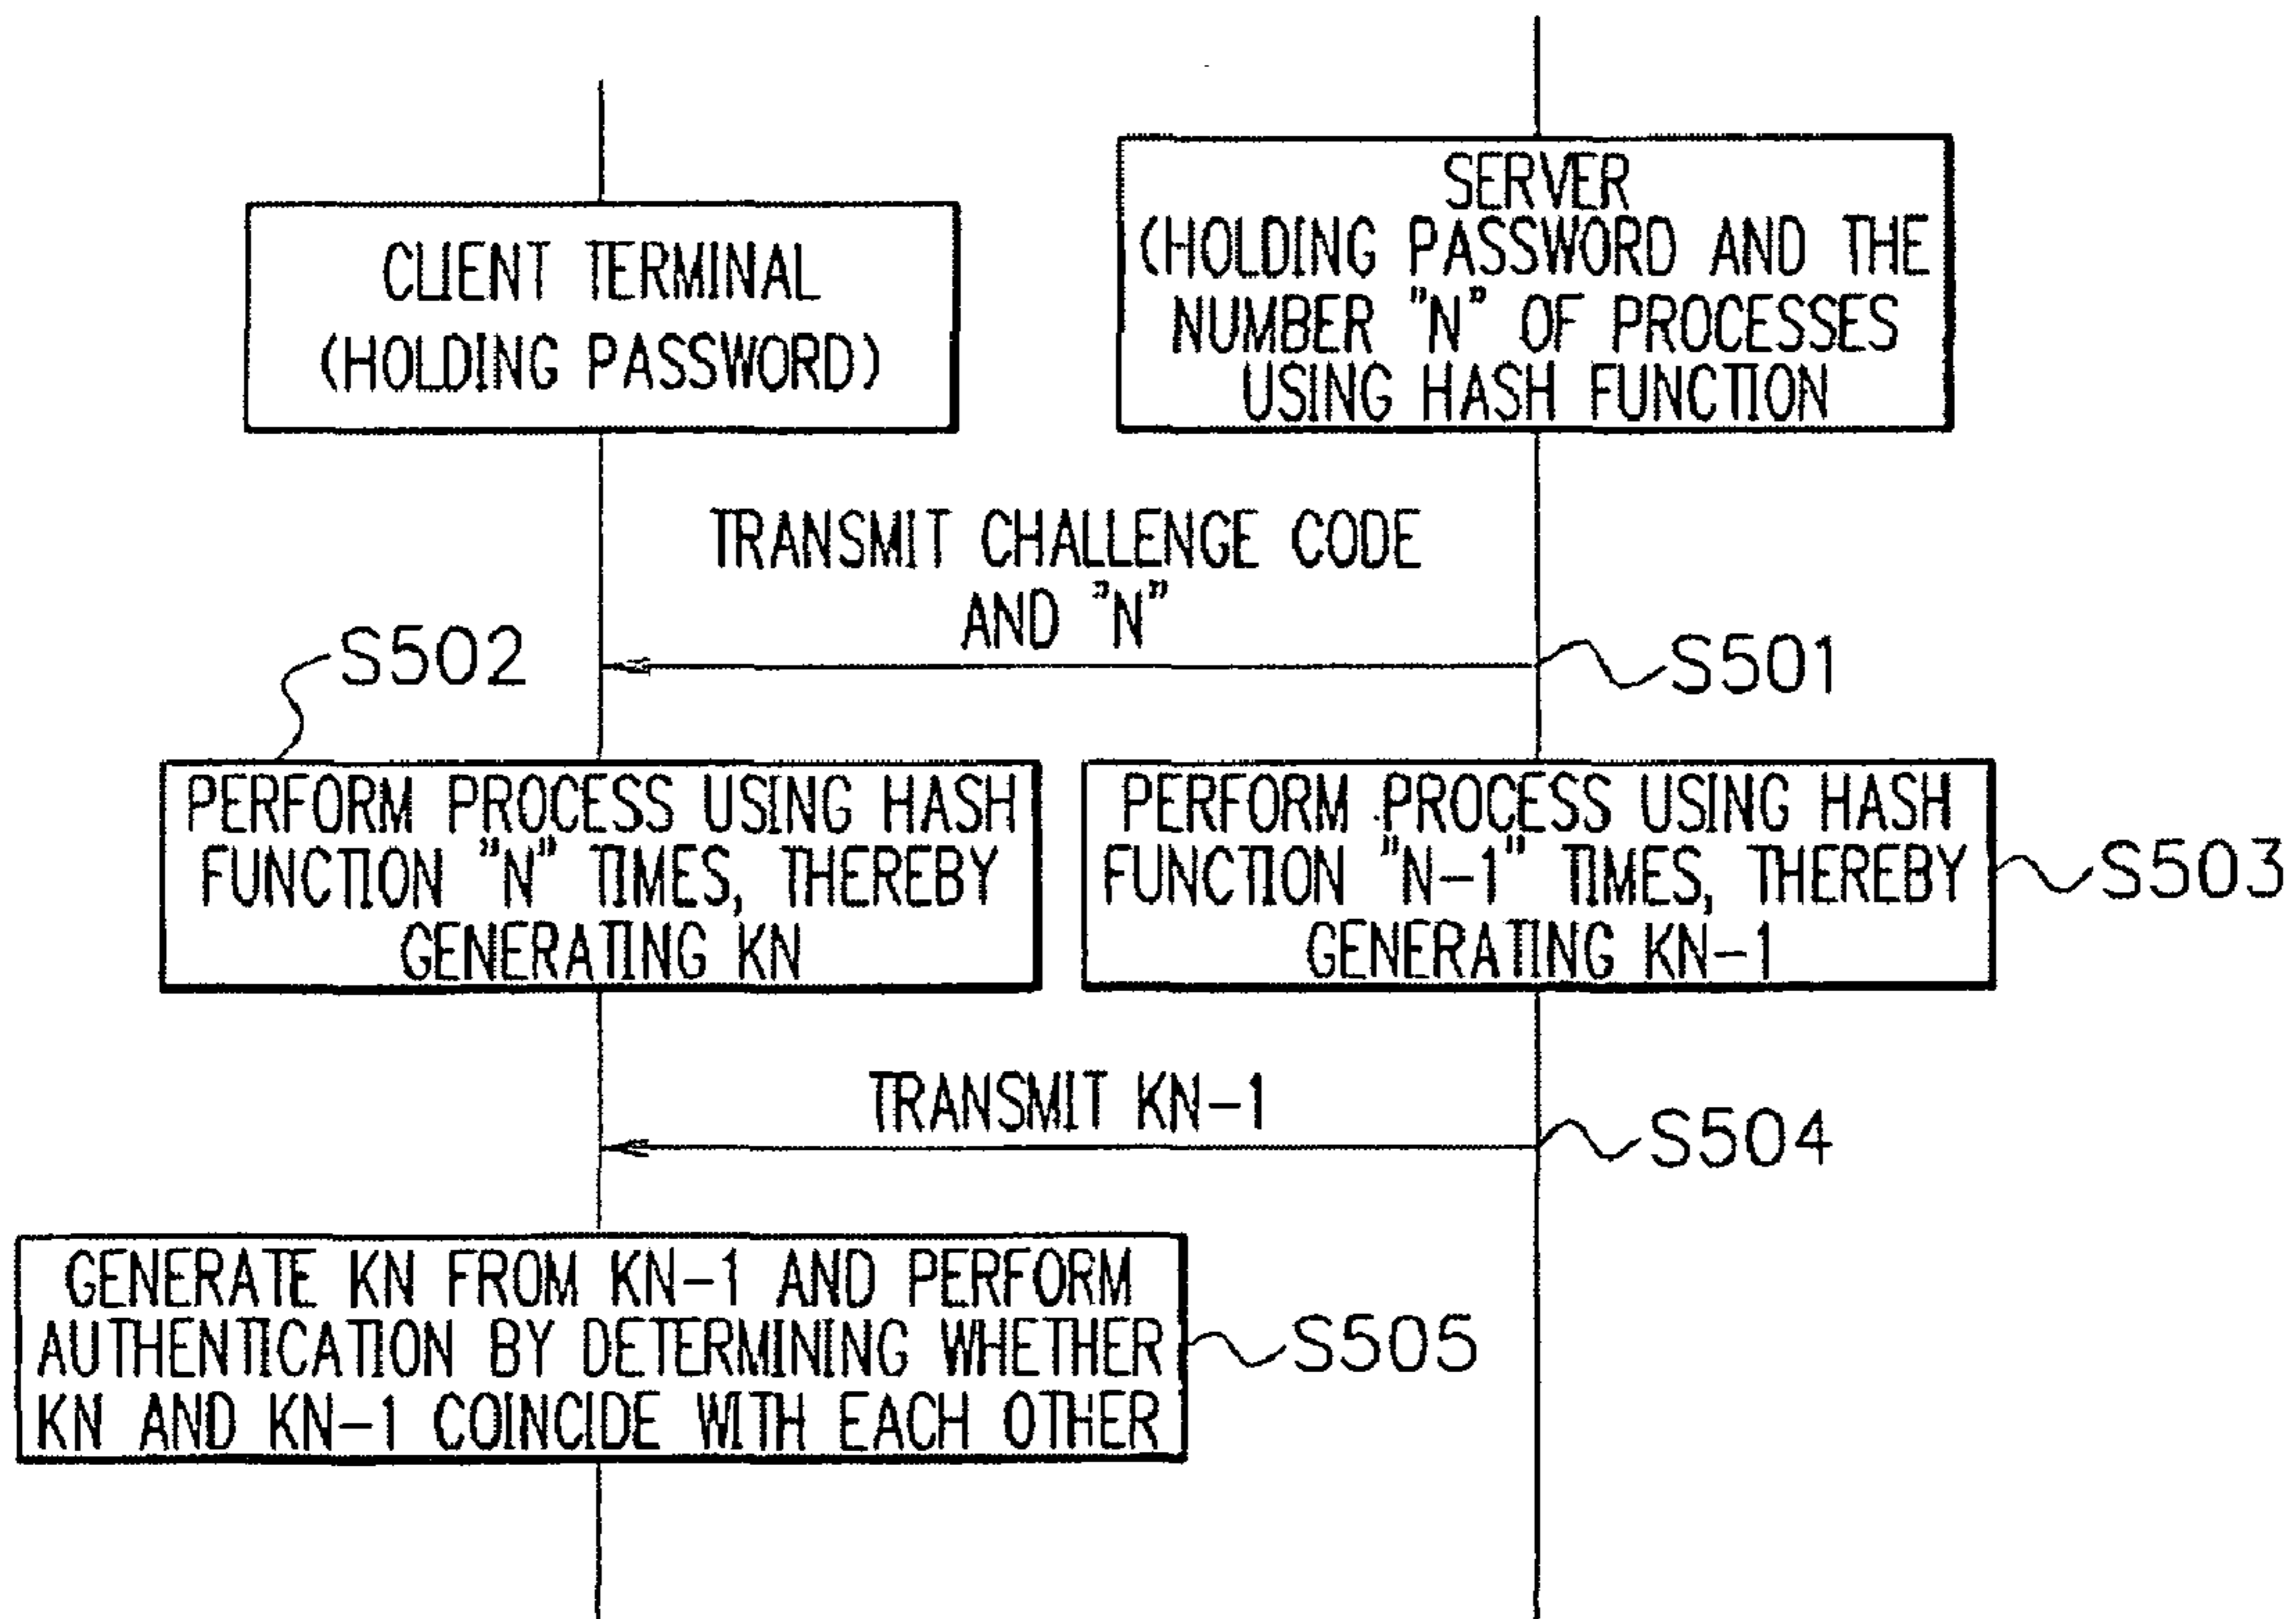 CLIENT TERMINAL
(HOLDING PASSWORD)
SERVER
(HOLDING PASSWORD AND THE
NUMBER "N" OF PROCESSES
USING HASH FUNCTION
TRANSMIT CHALLENGE CODE
AND "N"
S501
S502
PERFORM PROCESS USING HASH
FUNCTION "N" TIMES, THEREBY
GENERATING KN
PERFORM PROCESS USING HASH
FUNCTION "N-1" TIMES, THEREBY
GENERATING KN-1
S503
TRANSMIT KN-1
S504
GENERATE KN FROM KN-1 AND PERFORM
AUTHENTICATION BY DETERMINING WHETHER
KN AND KN-1 COINCIDE WITH EACH OTHER
S505